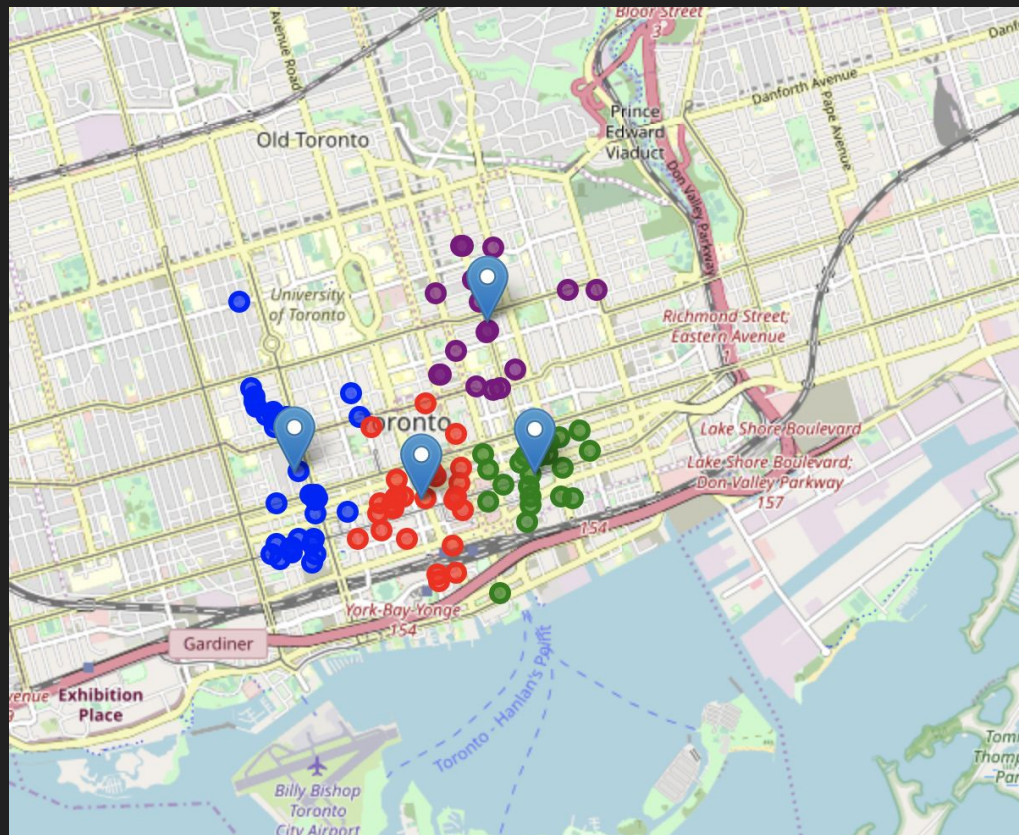 Bloor Street
3
Avenue Road
Danforth Avenue
Pape Avenue
Prince
Edward
Viaduct
Old Toronto
Don Valley Parkway
University
of Toronto
Richmond Street;
Eastern Avenue
1
oronto
Lake Shore Boulevard
Lake Shore Boulevard;
Don Valley Parkway
157
154
York-Bay-Yonge
154
Gardiner
Exhibition
Place
Toronto - Hanlan's Point
Billy Bishop
Toronto
City Airport